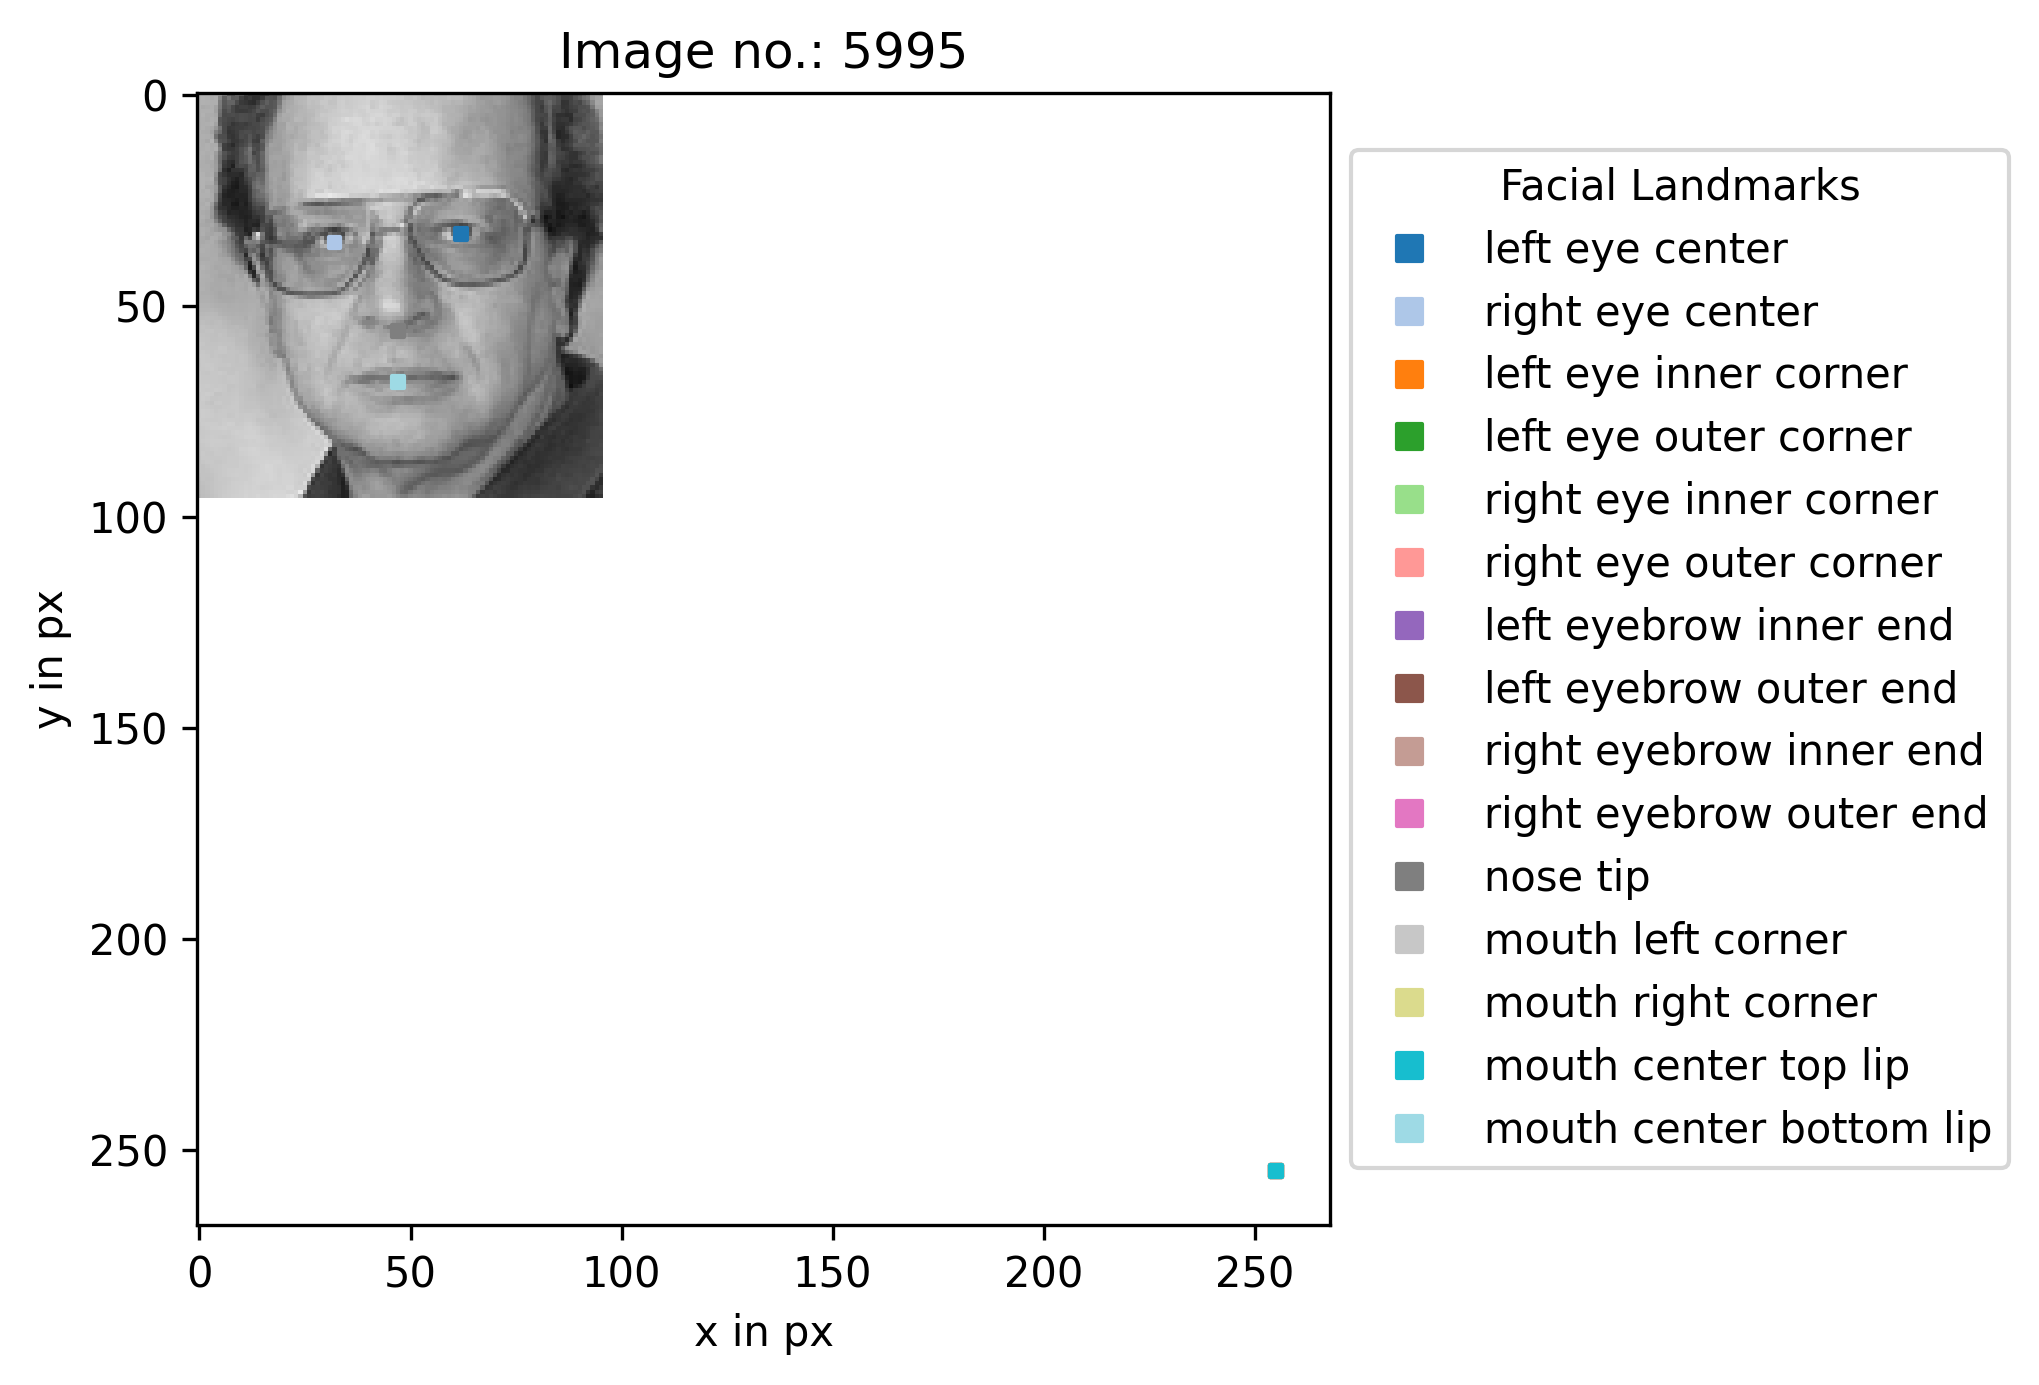 Image no.: 5995
0
50
100
150
200
250
y in px
0 50 100 150 200 250
x in px
Facial Landmarks
left eye center
right eye center
left eye inner corner
left eye outer corner
right eye inner corner
right eye outer corner
left eyebrow inner end
left eyebrow outer end
right eyebrow inner end
right eyebrow outer end
nose tip
mouth left corner
mouth right corner
mouth center top lip
mouth center bottom lip